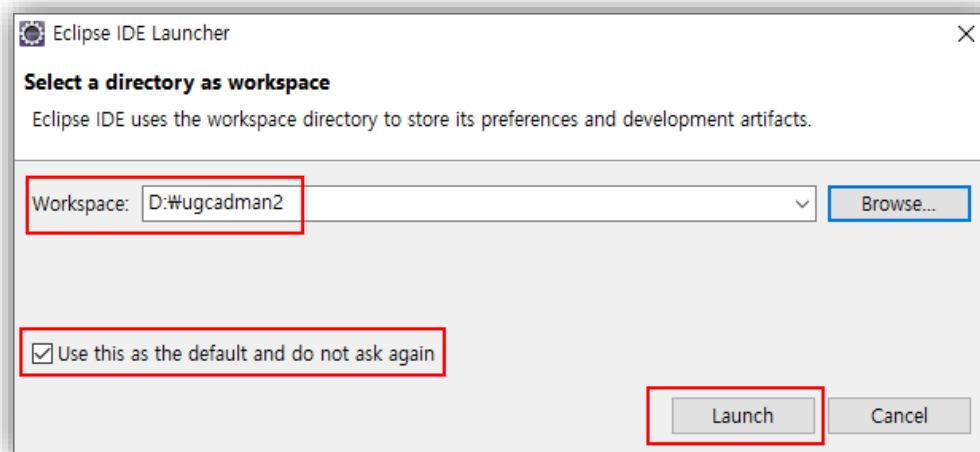 Eclipse IDE Launcher
Select a directory as workspace
Eclipse IDE uses the workspace directory to store its preferences and development artifacts.
Workspace: D:₩ugcadman2 Browse...
Use this as the default and do not ask again
Launch Cancel